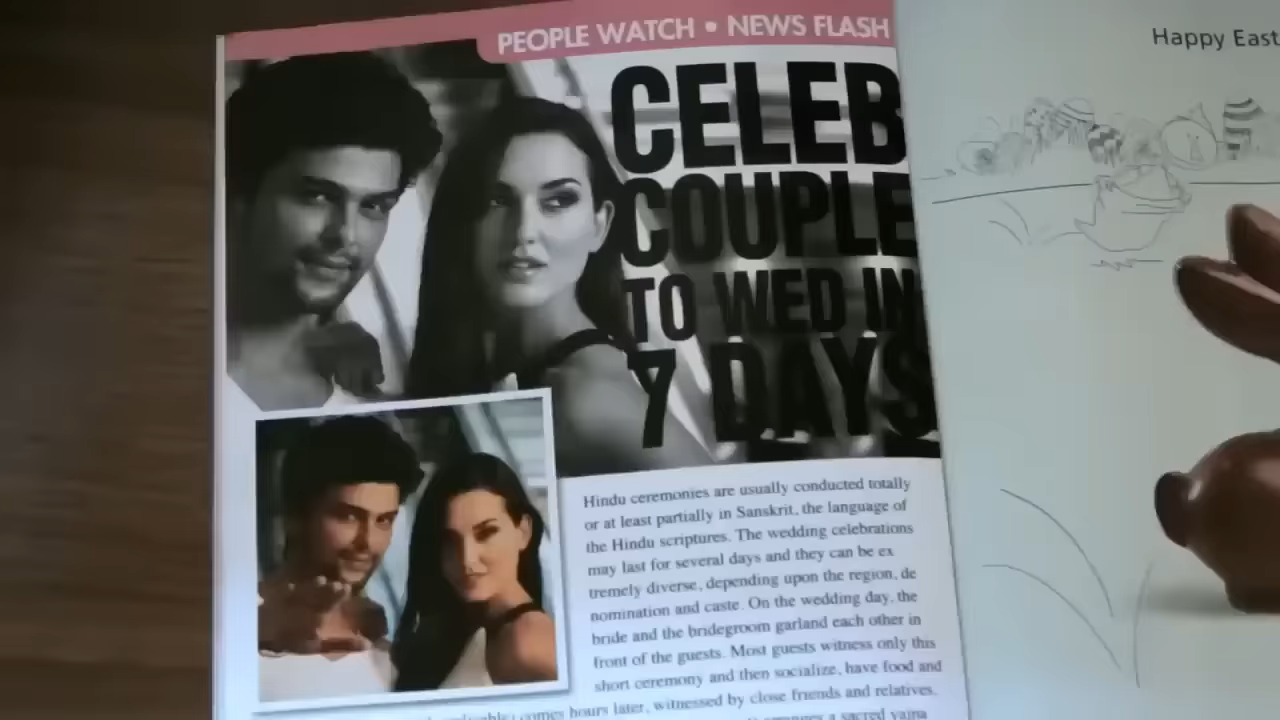 PEOPLE WATCH • NEWS FLASH
CELEB
COUPLE
TO WED IN
7 DAYS
Hindu ceremonies are usually conducted totally
or at least partially in Sanskrit, the language of
the Hindu scriptures. The wedding celebrations
may last for several days and they can be ex
tremely diverse, depending upon the region, de
nomination and caste. On the wedding day, the
bride and the bridegroom garland each other in
front of the guests. Most guests witness only this
short ceremony and then socialize, have food and
comes hours later, witnessed by close friends and relatives.
a sacred
Happy East